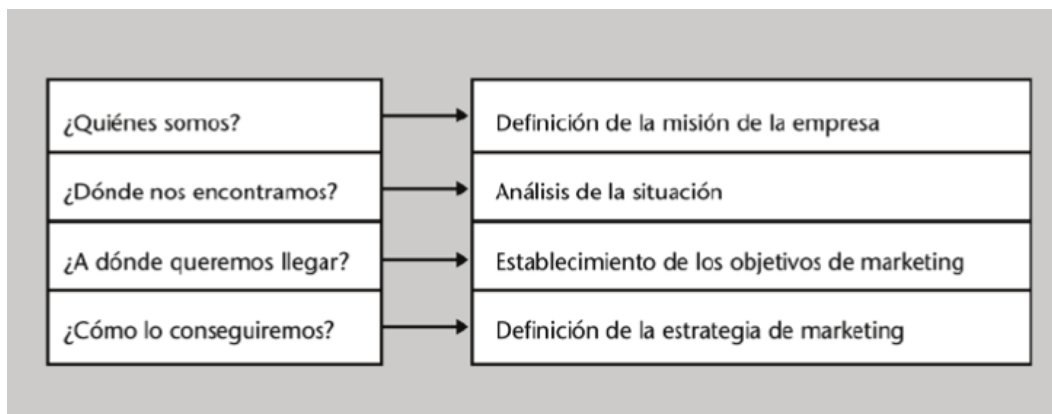 ¿Quiénes somos?
Definición de la misión de la empresa
¿Dónde nos encontramos?
Análisis de la situación
¿A dónde queremos llegar?
Establecimiento de los objetivos de marketing
¿Cómo lo conseguiremos?
Definición de la estrategia de marketing